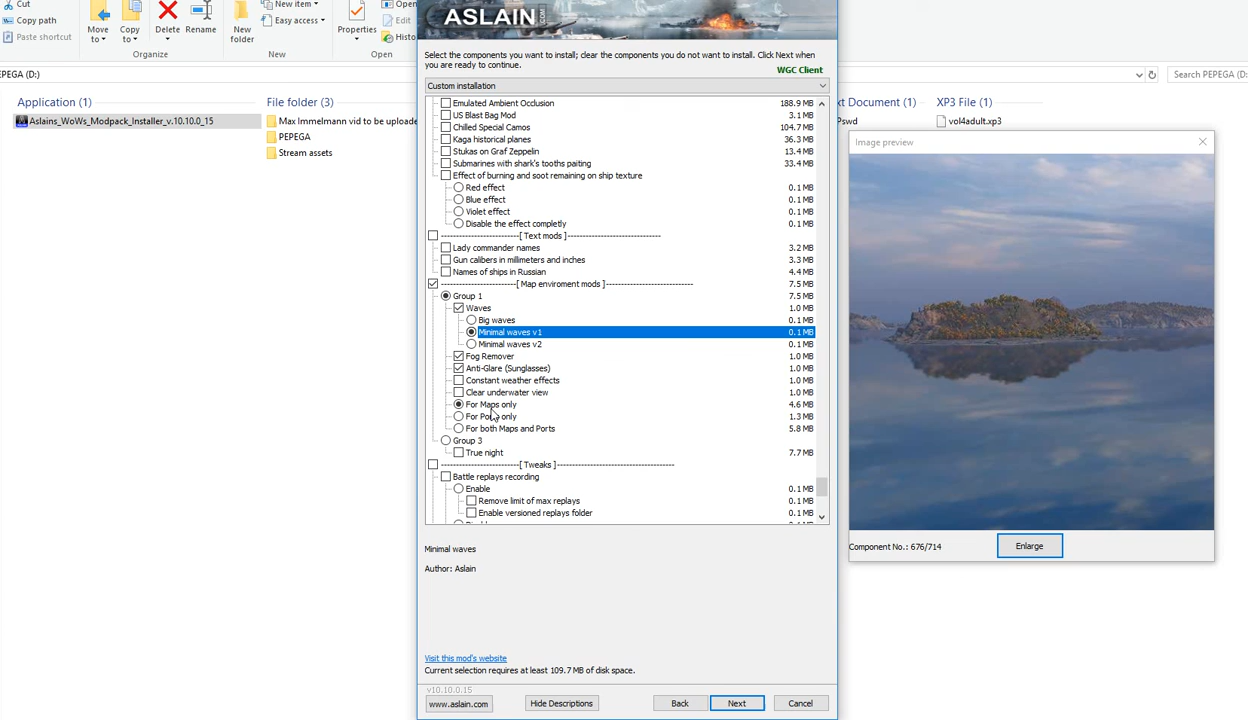 Cut
Copy path
Paste shortcut
Move to
Copy to
Delete
Rename
New folder
New item
Easy access
Properties
Edit
Organize
New
Open
PEPEGA (D:)
Search PEPEGA (D:
Application (1)
File folder (3)
XP3 File (1)
Aslains_WoWs_Modpack_Installer_v.10.10.0_15
Max Immelmann vid to be uploade
PEPEGA
Stream assets
Pswd
vol4adult.xp3
ASLAIN.COM
Select the components you want to install; clear the components you do not want to install. Click Next when
you are ready to continue.
WGC Client
Custom installation
Emulated Ambient Occlusion 188.9 MB
US Blast Bag Mod 3.1 MB
Chilled Special Camos 104.7 MB
Kaga historical planes 36.3 MB
Stukas on Graf Zeppelin 13.4 MB
Submarines with shark's tooths paiting 33.4 MB
Effect of burning and soot remaining on ship texture
Red effect 0.1 MB
Blue effect 0.1 MB
Violet effect 0.1 MB
Disable the effect completly 0.1 MB
[ Text mods ]
Lady commander names 3.2 MB
Gun calibers in millimeters and inches 3.3 MB
Names of ships in Russian 4.4 MB
[ Map enviroment mods ] 7.5 MB
Group 1 7.5 MB
Waves 1.0 MB
Big waves 0.1 MB
Minimal waves v1 0.1 MB
Minimal waves v2 0.1 MB
Fog Remover 1.0 MB
Anti-Glare (Sunglasses) 1.0 MB
Constant weather effects 1.0 MB
Clear underwater view 1.0 MB
For Maps only 4.6 MB
For Ports only 1.3 MB
For both Maps and Ports 5.8 MB
Group 3
True night 7.7 MB
[ Tweaks ]
Battle replays recording
Enable 0.1 MB
Remove limit of max replays 0.1 MB
Enable versioned replays folder 0.1 MB
Minimal waves
Author: Aslain
Visit this mod's website
Current selection requires at least 109.7 MB of disk space.
v10.10.0.15
www.aslain.com
Hide Descriptions
Back
Next
Cancel
Image preview
Component No.: 676/714
Enlarge